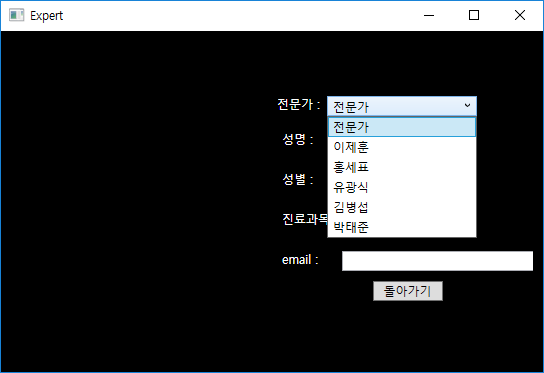 Expert
전문가 : 전문가
전문가
성명 :
이제훈
홍세표
성별 :
유광식
김병섭
진료과목
박태준
email :
돌아가기